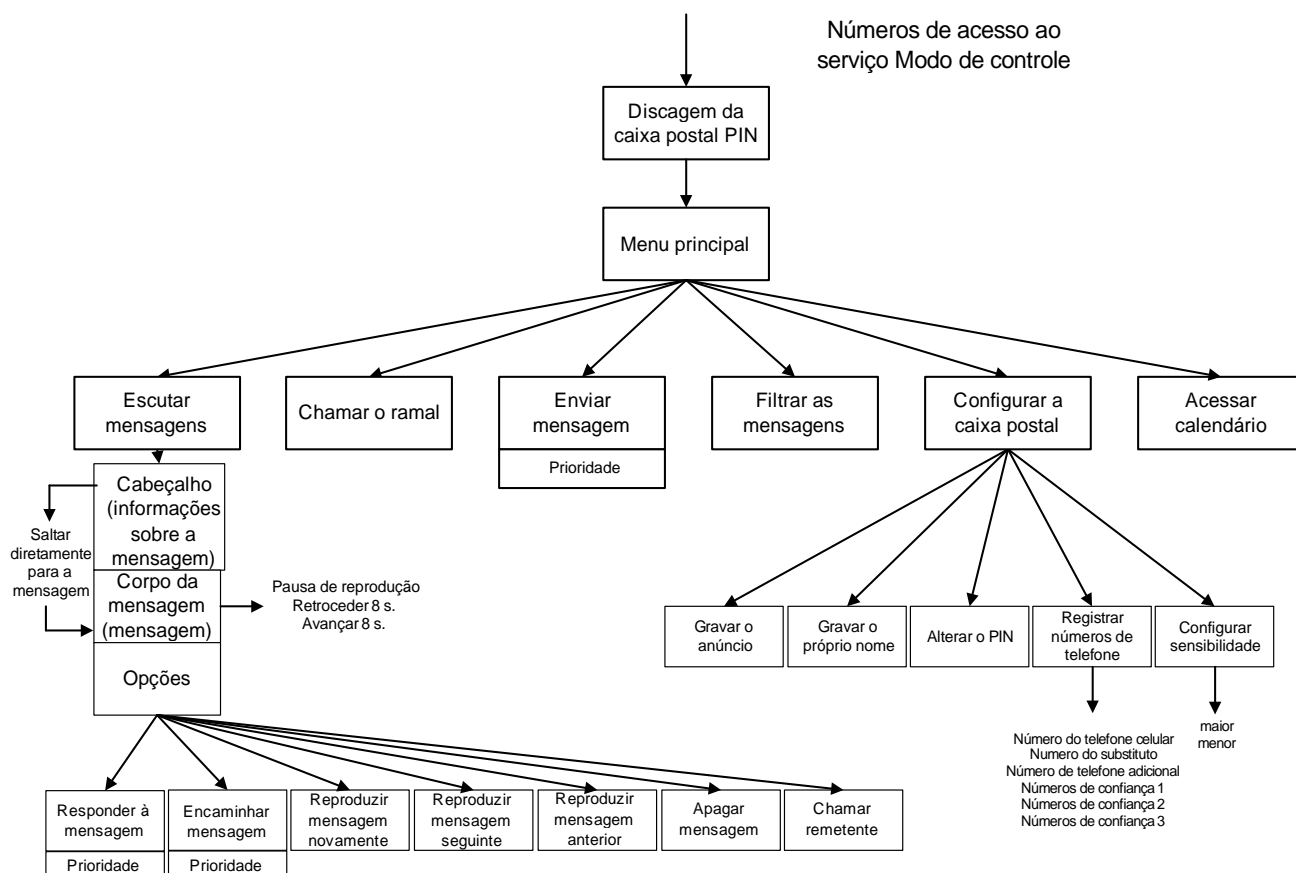 Números de acesso ao
serviço Modo de controle
Discagem da
caixa postal PIN
Menu principal
Escutar
mensagens
Chamar o ramal
Enviar
mensagem
Prioridade
Filtrar as
mensagens
Configurar a
caixa postal
Acessar
calendário
Cabeçalho
(informações
sobre a
mensagem)
Saltar
diretamente
para a
mensagem
Corpo da
mensagem
(mensagem)
Pausa de reprodução
Retroceder 8 s.
Avançar 8 s.
Opções
Gravar o
anúncio
Gravar o
próprio nome
Alterar o PIN
Registrar
números de
telefone
Configurar
sensibilidade
Número do telefone celular
Numero do substituto
Número de telefone adicional
Números de confiança 1
Números de confiança 2
Números de confiança 3
maior
menor
Responder à
mensagem
Prioridade
Encaminhar
mensagem
Prioridade
Reproduzir
mensagem
novamente
Reproduzir
mensagem
seguinte
Reproduzir
mensagem
anterior
Apagar
mensagem
Chamar
remetente